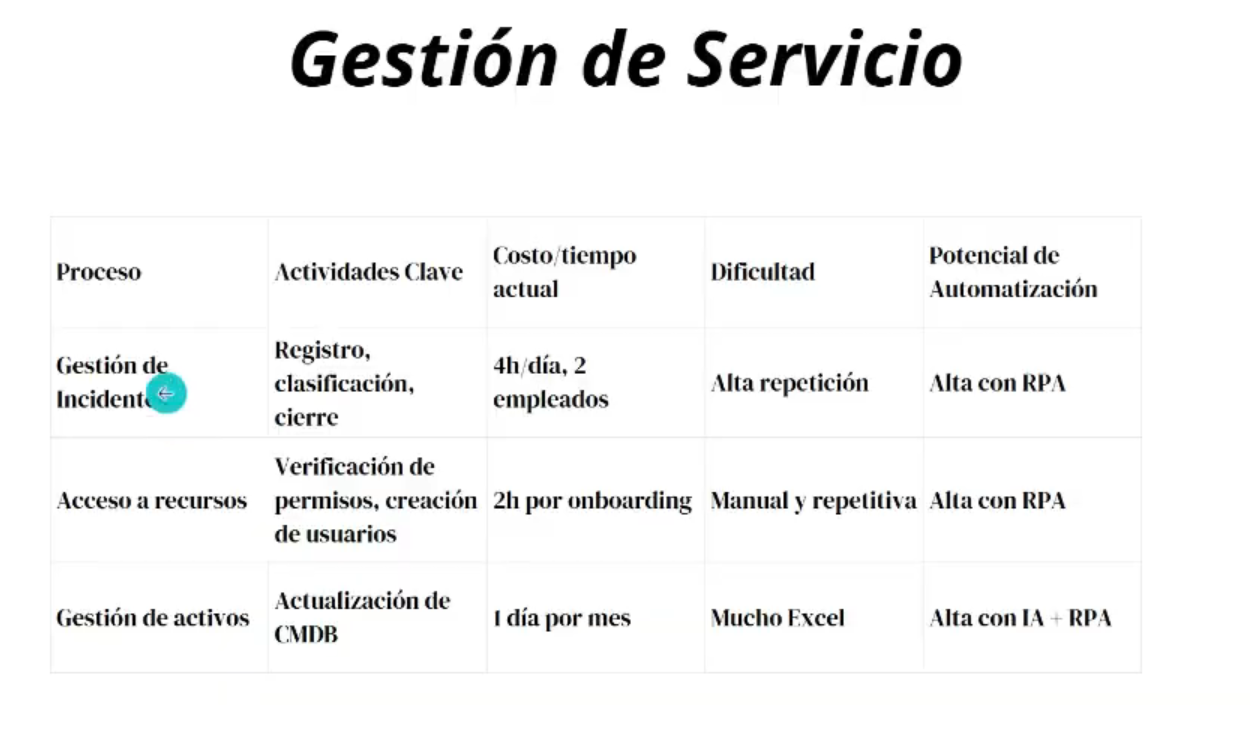 Gestión de Servicio
Proceso
Actividades Clave
Costo/tiempo
actual
Dificultad
Potencial de
Automatización
Gestión de
Registro,
clasificación,
cierre
4h/día, 2
empleados
Alta repetición
Alta con RPA
Acceso a recursos
Verificación de
permisos, creación
de usuarios
2h por onboarding
Manual y repetitiva
Alta con RPA
Gestión de activos
Actualización de
CMDB
1 día por mes
Mucho Excel
Alta con IA + RPA